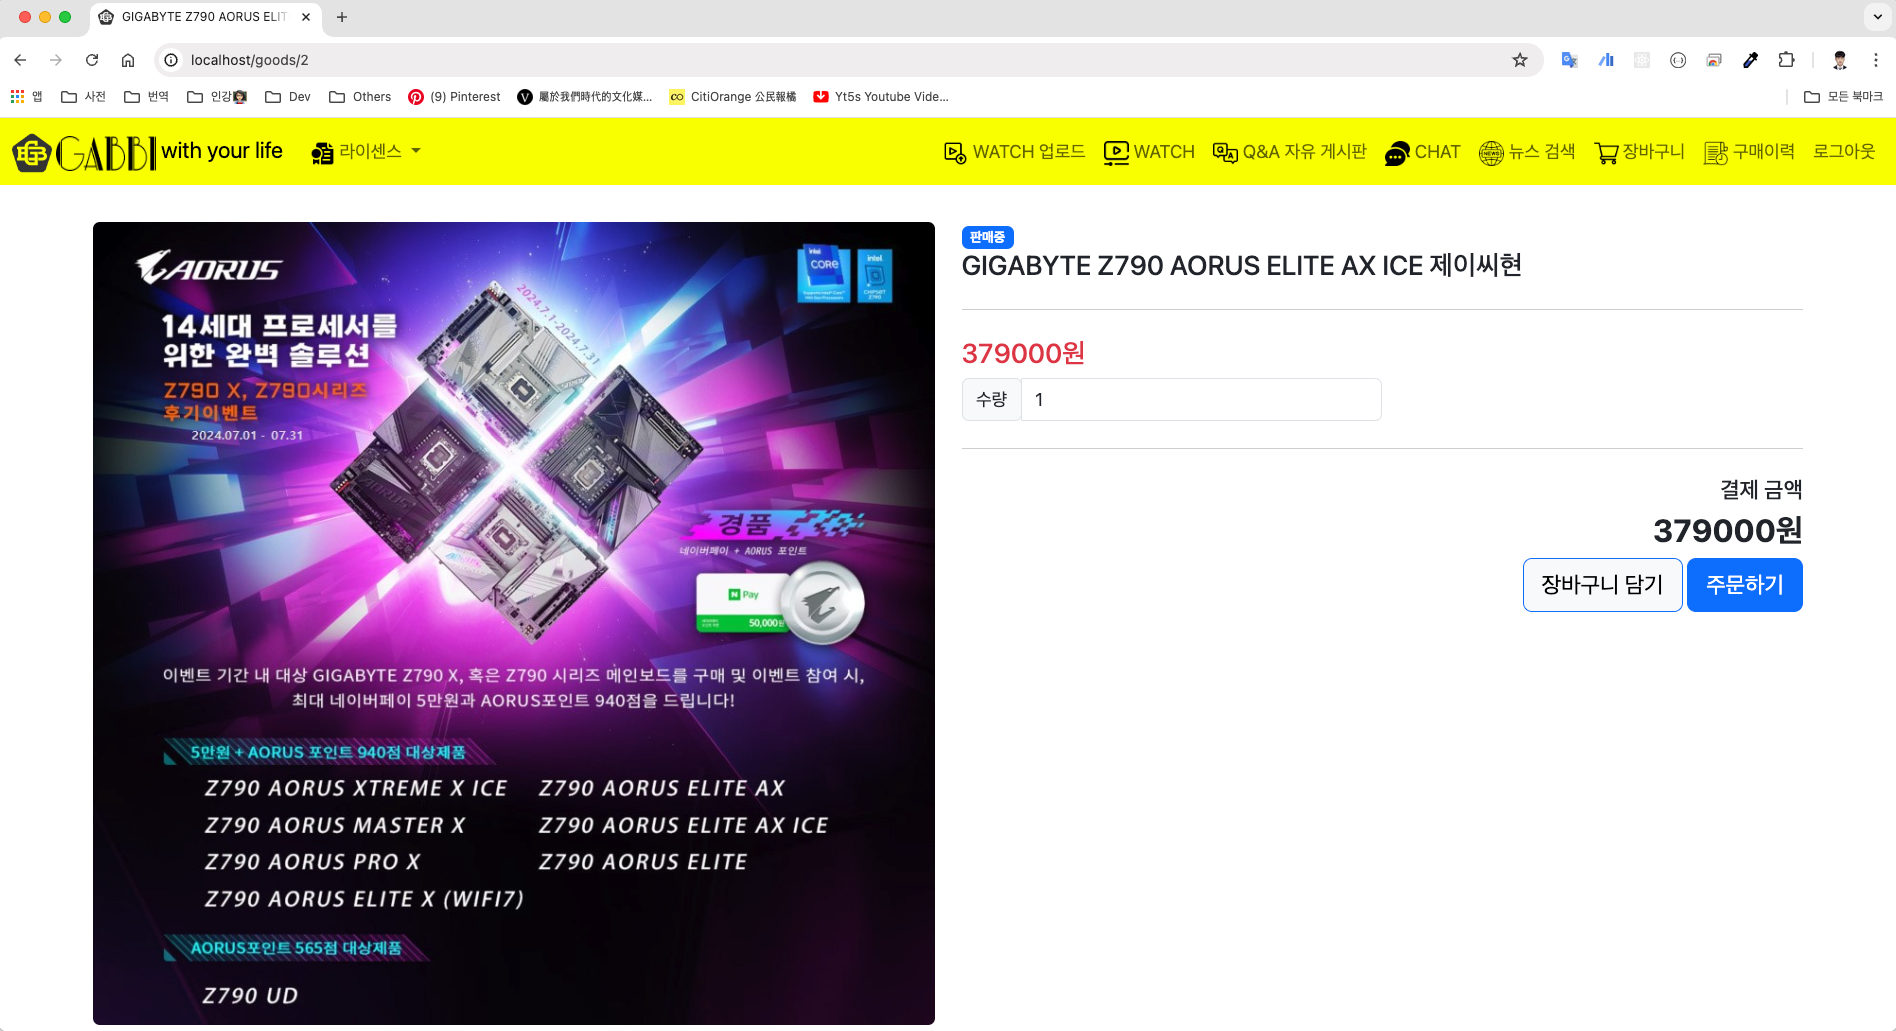 GIGABYTE Z790 AORUS ELIT
localhost/goods/2
앱 사전 번역 인강 Dev Others (9) Pinterest 屬於我們時代的文化媒... CitiOrange 公民報橘 Yt5s Youtube Vide... 모든 북마크
GABBI with your life 라이센스 WATCH 업로드 WATCH Q&A 자유 게시판 CHAT 뉴스 검색 장바구니 구매이력 로그아웃
AORUS
intel CORE
intel CHIPSET Z790
2024.7.1-2024.7.31
14세대 프로세서를
위한 완벽 솔루션
Z790 X, Z790시리즈
후기이벤트
2024.07.01 - 07.31
경품
네이버페이 + AORUS 포인트
N Pay
50,000원
이벤트 기간 내 대상 GIGABYTE Z790 X, 혹은 Z790 시리즈 메인보드를 구매 및 이벤트 참여 시,
최대 네이버페이 5만원과 AORUS포인트 940점을 드립니다!
5만원 + AORUS 포인트 940점 대상제품
Z790 AORUS XTREME X ICE Z790 AORUS ELITE AX
Z790 AORUS MASTER X Z790 AORUS ELITE AX ICE
Z790 AORUS PRO X Z790 AORUS ELITE
Z790 AORUS ELITE X (WIFI7)
AORUS포인트 565점 대상제품
Z790 UD
판매중
GIGABYTE Z790 AORUS ELITE AX ICE 제이씨현
379000원
수량 1
결제 금액
379000원
장바구니 담기 주문하기